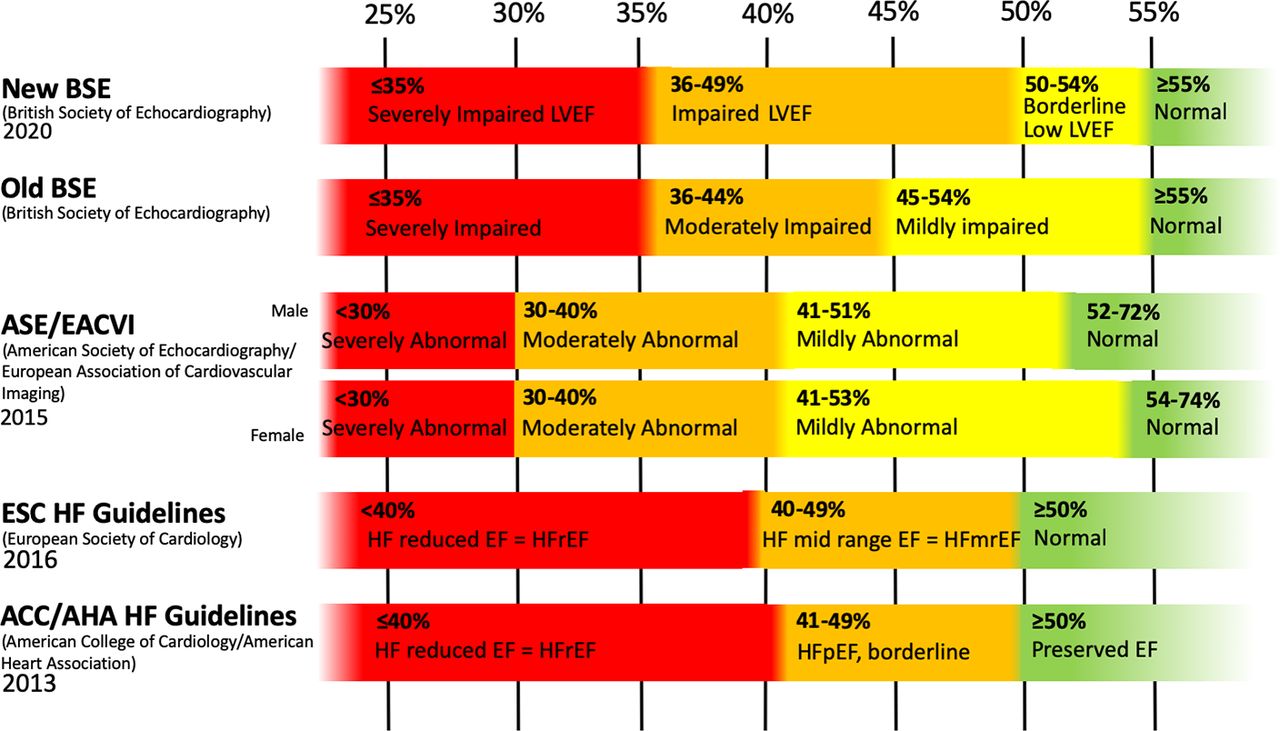 25% 30% 35% 40% 45% 50% 55%
New BSE
(British Society of Echocardiography)
2020
≤35%
Severely Impaired LVEF
36-49%
Impaired LVEF
50-54%
Borderline
Low LVEF
≥55%
Normal
Old BSE
(British Society of Echocardiography)
≤35%
Severely Impaired
36-44%
Moderately Impaired
45-54%
Mildly impaired
≥55%
Normal
ASE/EACVI
(American Society of Echocardiography/
European Association of Cardiovascular
Imaging)
2015
Male
<30%
Severely Abnormal
30-40%
Moderately Abnormal
41-51%
Mildly Abnormal
52-72%
Normal
Female
<30%
Severely Abnormal
30-40%
Moderately Abnormal
41-53%
Mildly Abnormal
54-74%
Normal
ESC HF Guidelines
(European Society of Cardiology)
2016
<40%
HF reduced EF = HFrEF
40-49%
HF mid range EF = HFmrEF
≥50%
Normal
ACC/AHA HF Guidelines
(American College of Cardiology/American
Heart Association)
2013
≤40%
HF reduced EF = HFrEF
41-49%
HFpEF, borderline
≥50%
Preserved EF